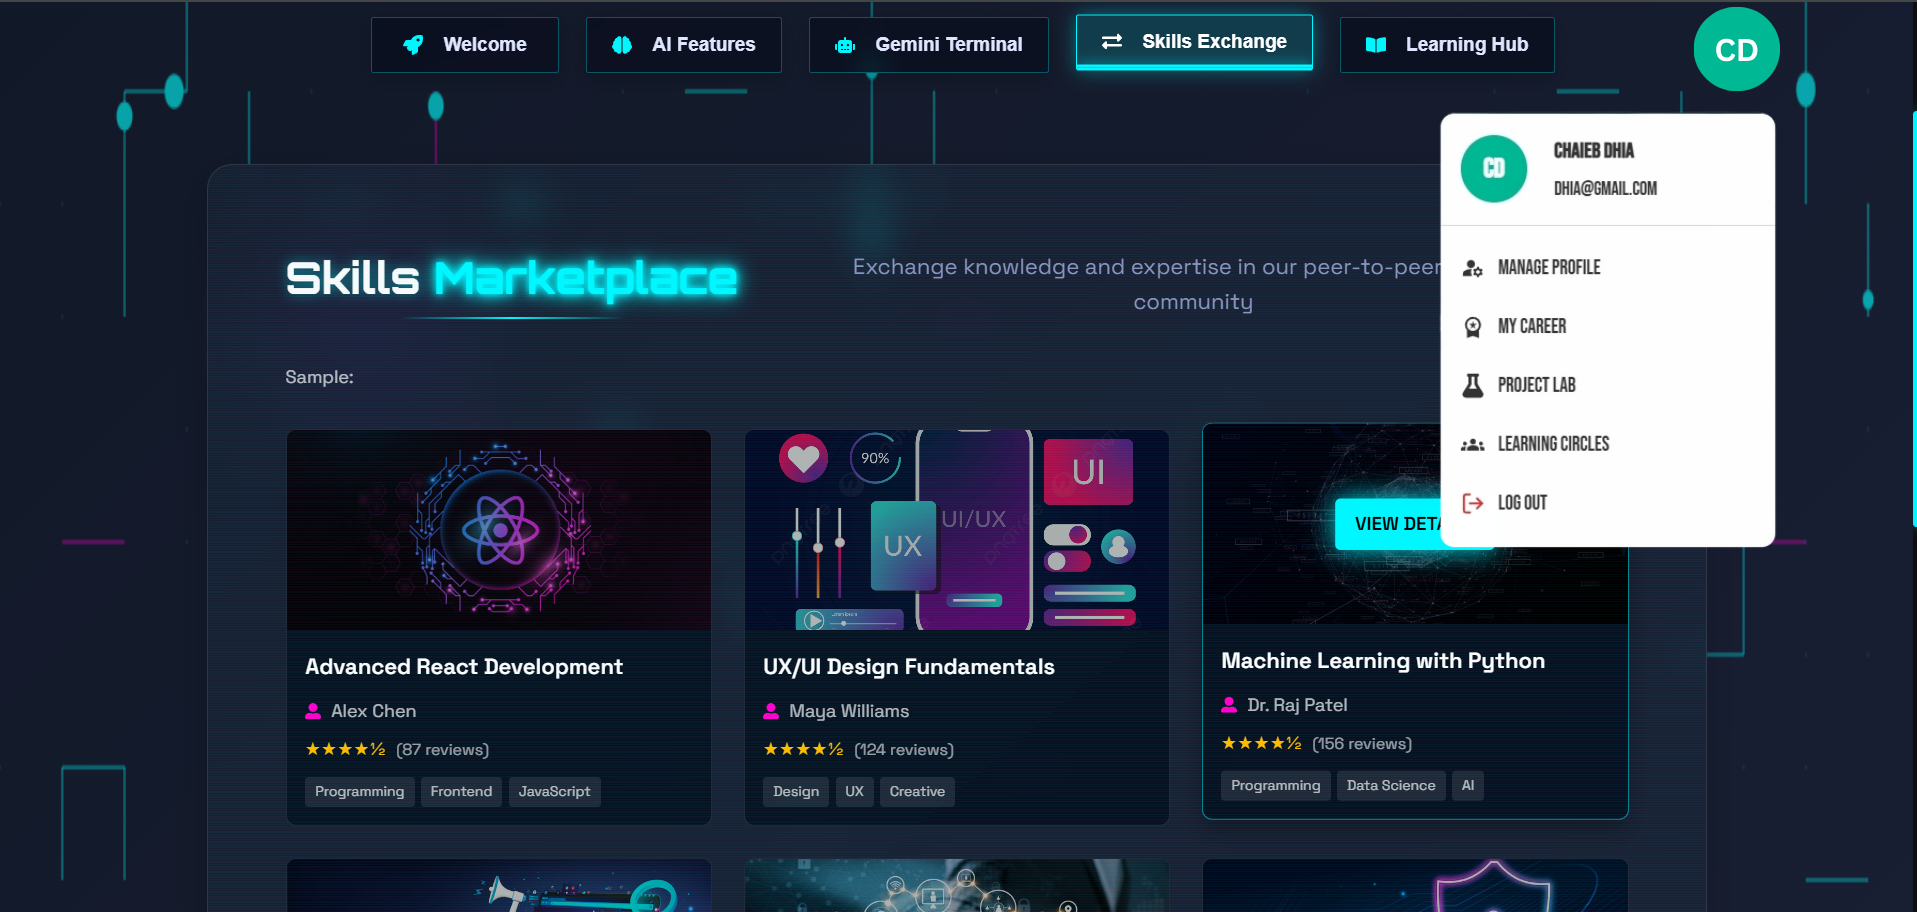 Welcome
AI Features
Gemini Terminal
Skills Exchange
Learning Hub
CD
CD
CHAIEB DHIA
DHIA@GMAIL.COM
MANAGE PROFILE
MY CAREER
PROJECT LAB
LEARNING CIRCLES
LOG OUT
Skills Marketplace
Exchange knowledge and expertise in our peer-to-peer
community
Sample:
90%
UI
UI/UX
UX
VIEW DETA
Advanced React Development
Alex Chen
★★★★½ (87 reviews)
Programming Frontend JavaScript
UX/UI Design Fundamentals
Maya Williams
★★★★½ (124 reviews)
Design UX Creative
Machine Learning with Python
Dr. Raj Patel
★★★★½ (156 reviews)
Programming Data Science AI